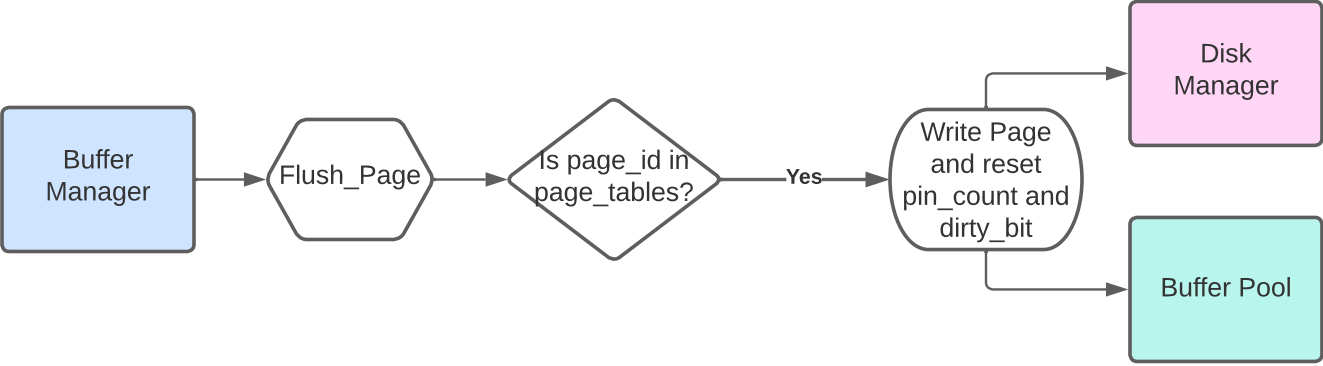 Buffer
Manager
Flush_Page
Is page_id in
page_tables?
Yes
Write Page
and reset
pin_count and
dirty_bit
Disk
Manager
Buffer Pool